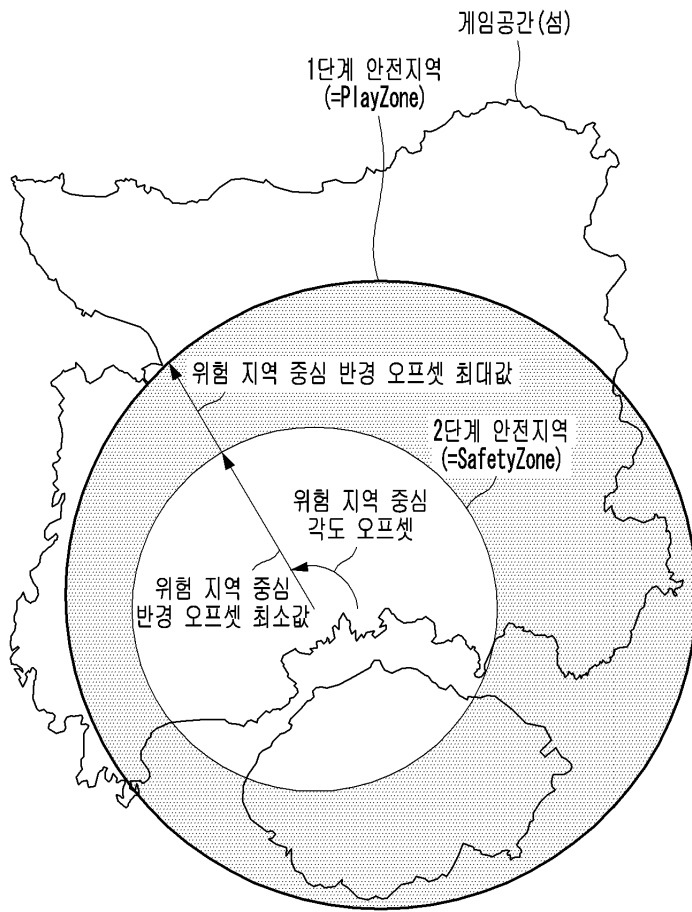 게임공간(섬)
1단계 안전지역
(=PlayZone)
위험 지역 중심 반경 오프셋 최대값
2단계 안전지역
(=SafetyZone)
위험 지역 중심
각도 오프셋
위험 지역 중심
반경 오프셋 최소값